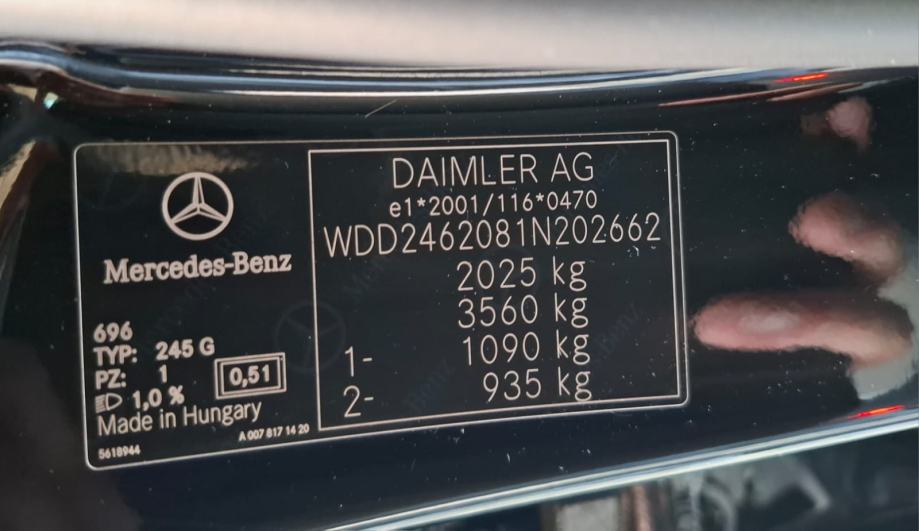 Mercedes-Benz
696
TYP: 245 G
PZ: 1
1,0 %
0,51
Made in Hungary
5618944
A 007 817 14 20
DAIMLER AG
e1*2001/116*0470
WDD2462081N202662
2025 kg
3560 kg
1- 1090 kg
2- 935 kg